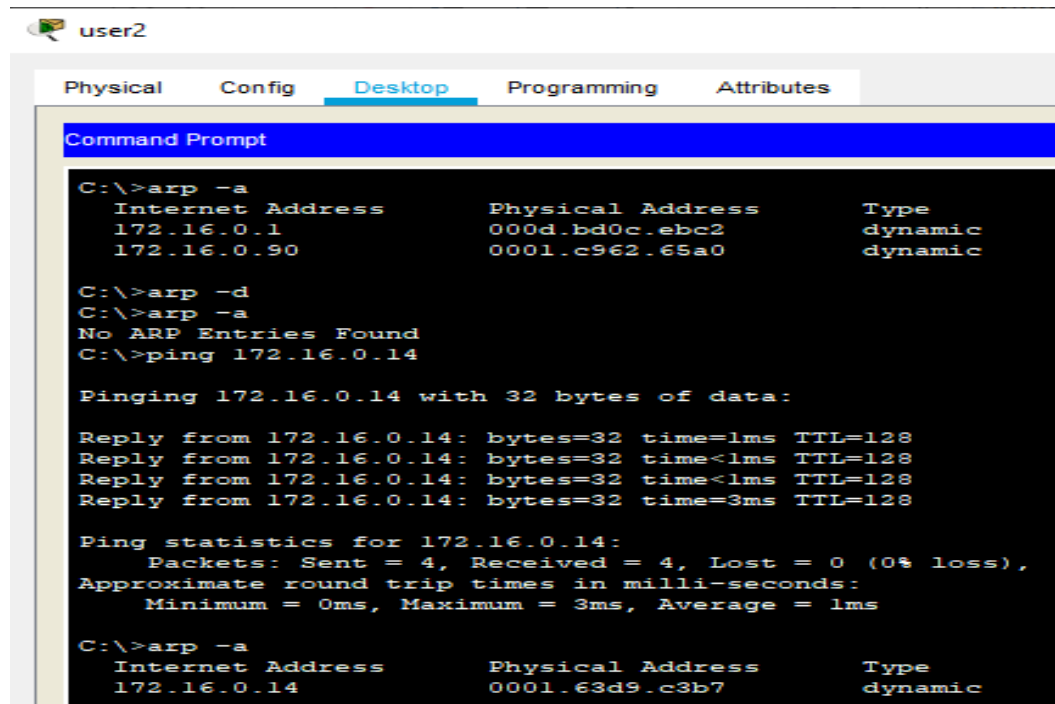 user2
Physical Config Desktop Programming Attributes
Command Prompt
C:\>arp -a
Internet Address Physical Address Type
172.16.0.1 000d.bd0c.ebc2 dynamic
172.16.0.90 0001.c962.65a0 dynamic
C:\>arp -d
C:\>arp -a
No ARP Entries Found
C:\>ping 172.16.0.14
Pinging 172.16.0.14 with 32 bytes of data:
Reply from 172.16.0.14: bytes=32 time=1ms TTL=128
Reply from 172.16.0.14: bytes=32 time<1ms TTL=128
Reply from 172.16.0.14: bytes=32 time<1ms TTL=128
Reply from 172.16.0.14: bytes=32 time=3ms TTL=128
Ping statistics for 172.16.0.14:
Packets: Sent = 4, Received = 4, Lost = 0 (0% loss),
Approximate round trip times in milli-seconds:
Minimum = 0ms, Maximum = 3ms, Average = 1ms
C:\>arp -a
Internet Address Physical Address Type
172.16.0.14 0001.63d9.c3b7 dynamic